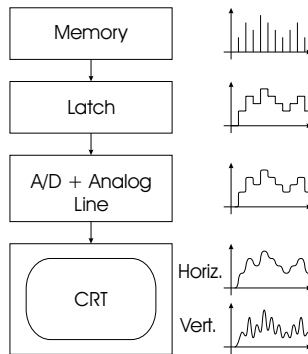 Memory
Latch
A/D + Analog
Line
CRT
Horiz.
Vert.